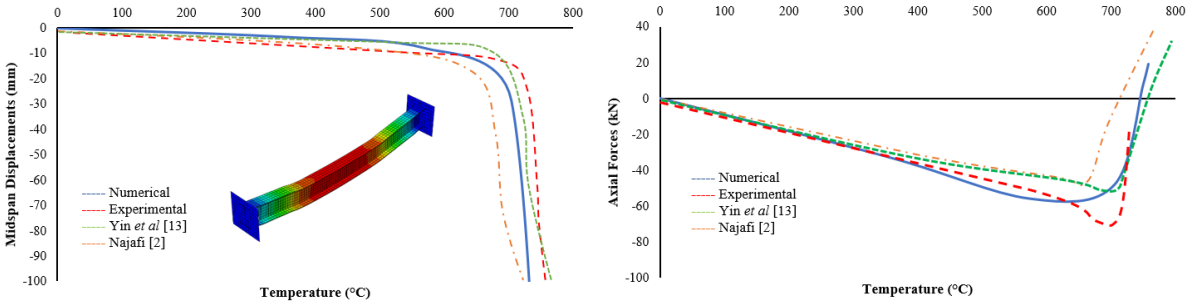 0 100 200 300 400 500 600 700 800
0
-10
-20
-30
-40
-50
-60
-70
-80
-90
-100
Midspan Displacements (mm)
Numerical
Experimental
Yin et al [13]
Najafi [2]
Temperature (°C)
0 100 200 300 400 500 600 700 800
40
20
0
-20
-40
-60
-80
-100
Axial Forces (kN)
Numerical
Experimental
Yin et al [13]
Najafi [2]
Temperature (°C)